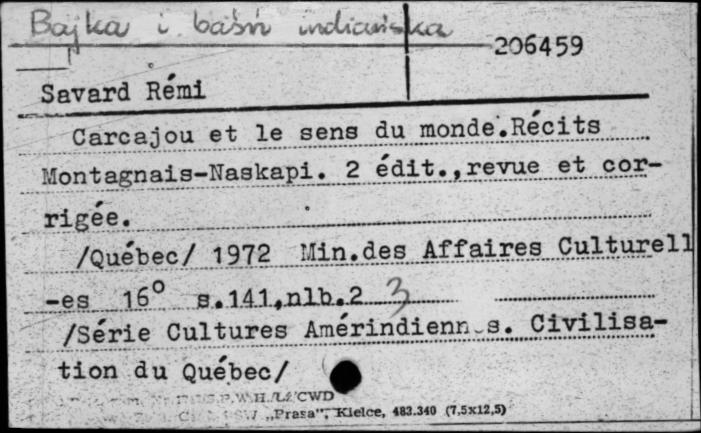 Bajka i baśń indiańska
206459
Savard Rémi
Carcajou et le sens du monde.Récits
Montagnais-Naskapi. 2 édit.,revue et cor-
rigée.
/Québec/ 1972 Min.des Affaires Culturell
-es 16° s.141,nlb.2 3
/Série Cultures Amérindiennes. Civilisa-
tion du Québec/
CWD
„Prasa”, Kielce, 483.340 (7,5x12,5)